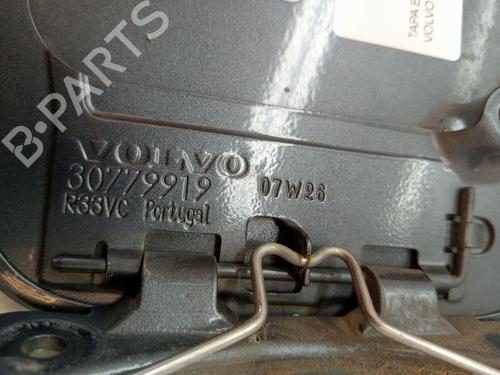 TAPA
VOLVO
B-PARTS
VOLVO
30779919
07W26
R33VC Portugal